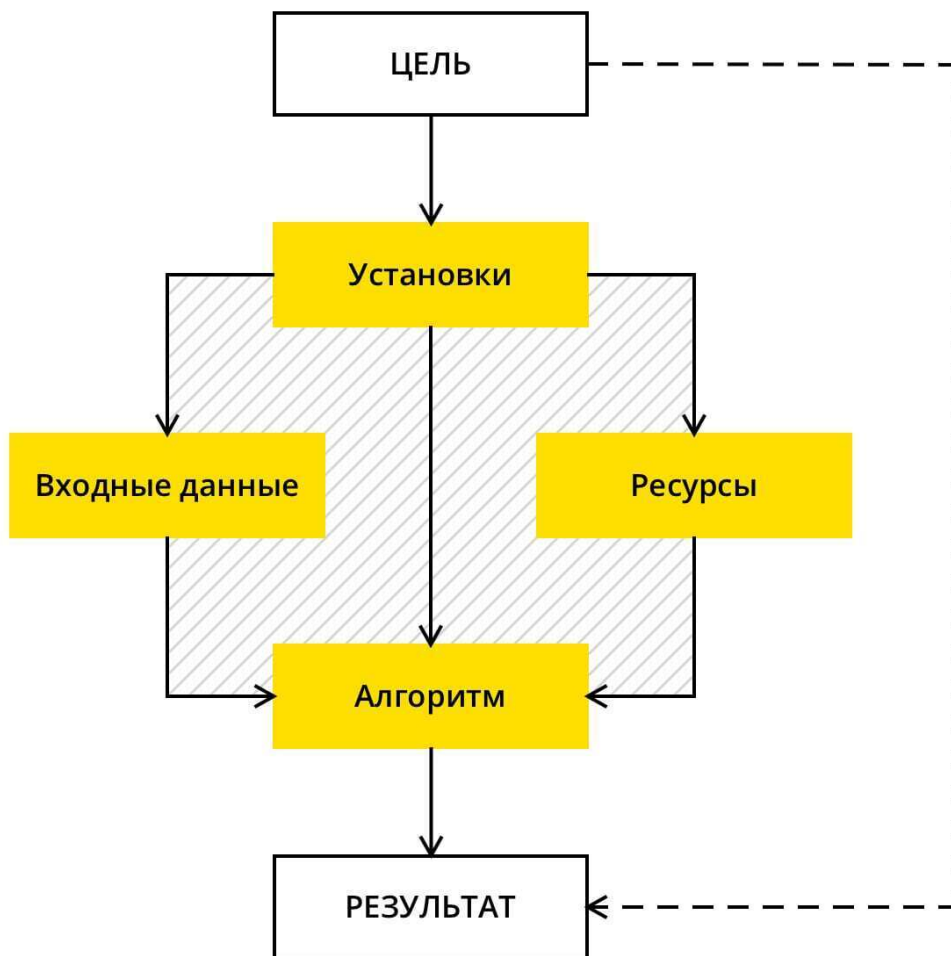 ЦЕЛЬ
Установки
Входные данные
Ресурсы
Алгоритм
РЕЗУЛЬТАТ